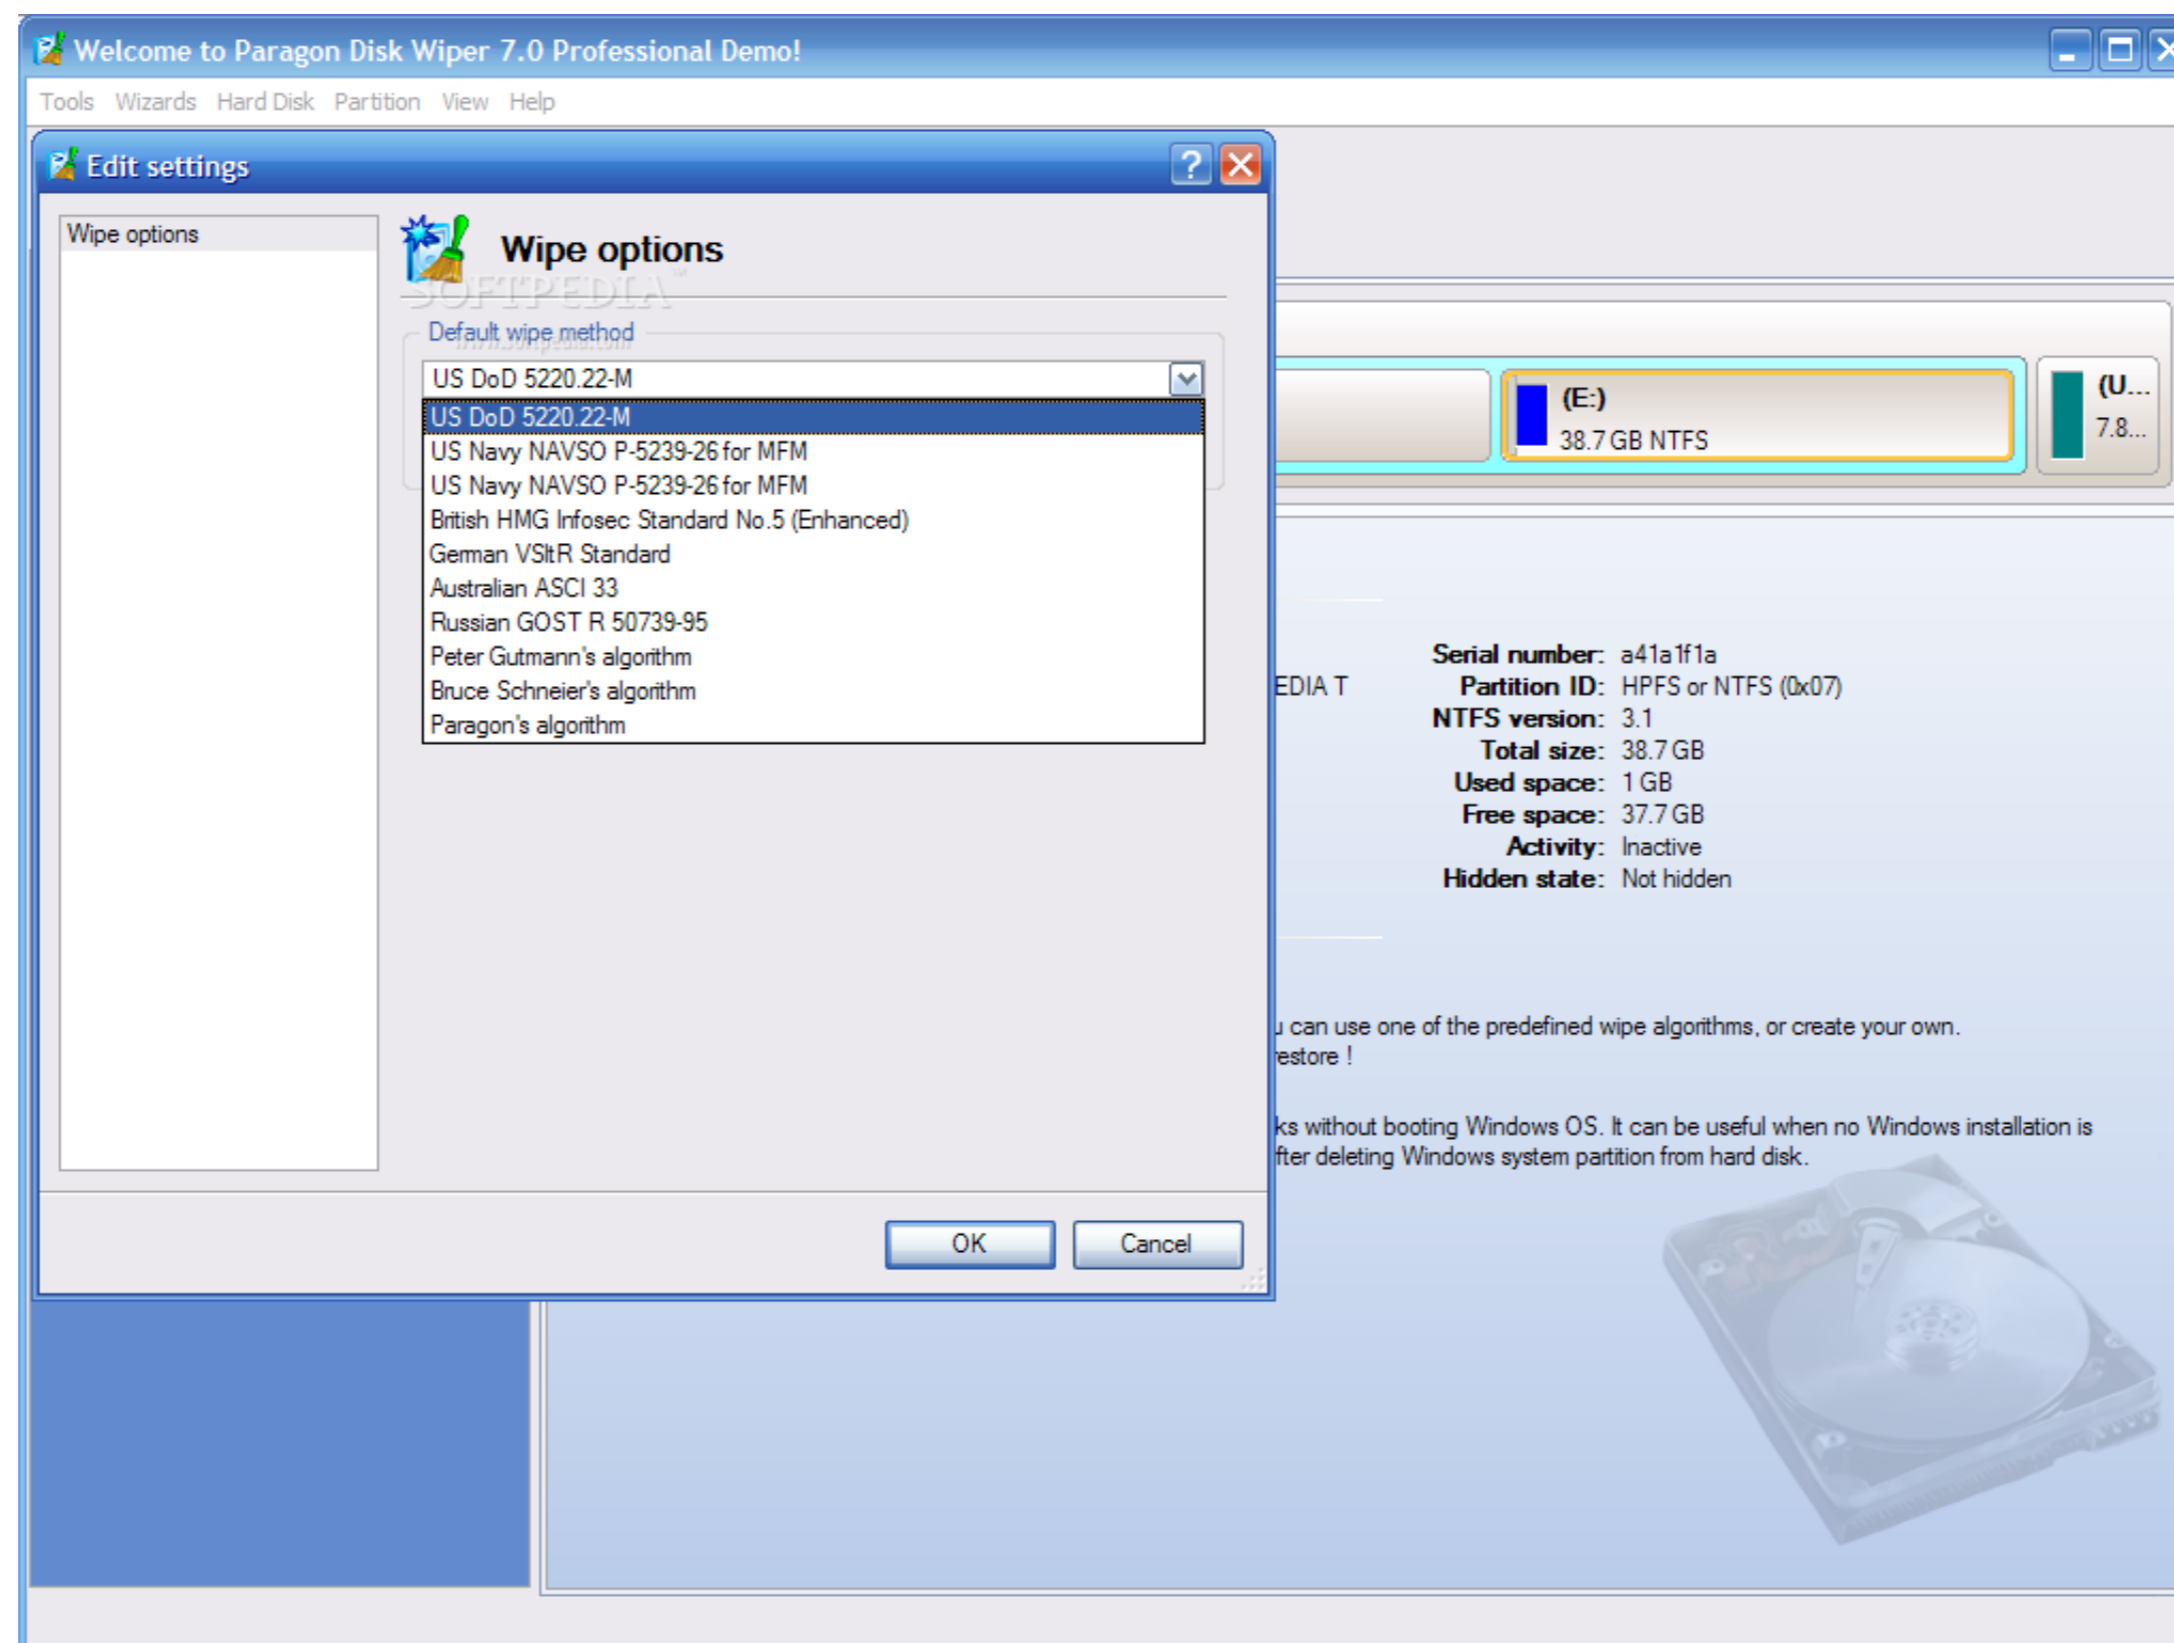 Welcome to Paragon Disk Wiper 7.0 Professional Demo!
Tools Wizards Hard Disk Partition View Help
Edit settings
Wipe options
Wipe options
SOFTPEDIA™
Default wipe method
www.softpedia.com
US DoD 5220.22-M
US DoD 5220.22-M
US Navy NAVSO P-5239-26 for MFM
US Navy NAVSO P-5239-26 for MFM
British HMG Infosec Standard No.5 (Enhanced)
German VSItR Standard
Australian ASCI 33
Russian GOST R 50739-95
Peter Gutmann's algorithm
Bruce Schneier's algorithm
Paragon's algorithm
OK Cancel
(E:)
38.7 GB NTFS
(U...
7.8...
EDIA T
Serial number: a41a1f1a
Partition ID: HPFS or NTFS (0x07)
NTFS version: 3.1
Total size: 38.7 GB
Used space: 1 GB
Free space: 37.7 GB
Activity: Inactive
Hidden state: Not hidden
u can use one of the predefined wipe algorithms, or create your own.
estore !
ks without booting Windows OS. It can be useful when no Windows installation is
fter deleting Windows system partition from hard disk.